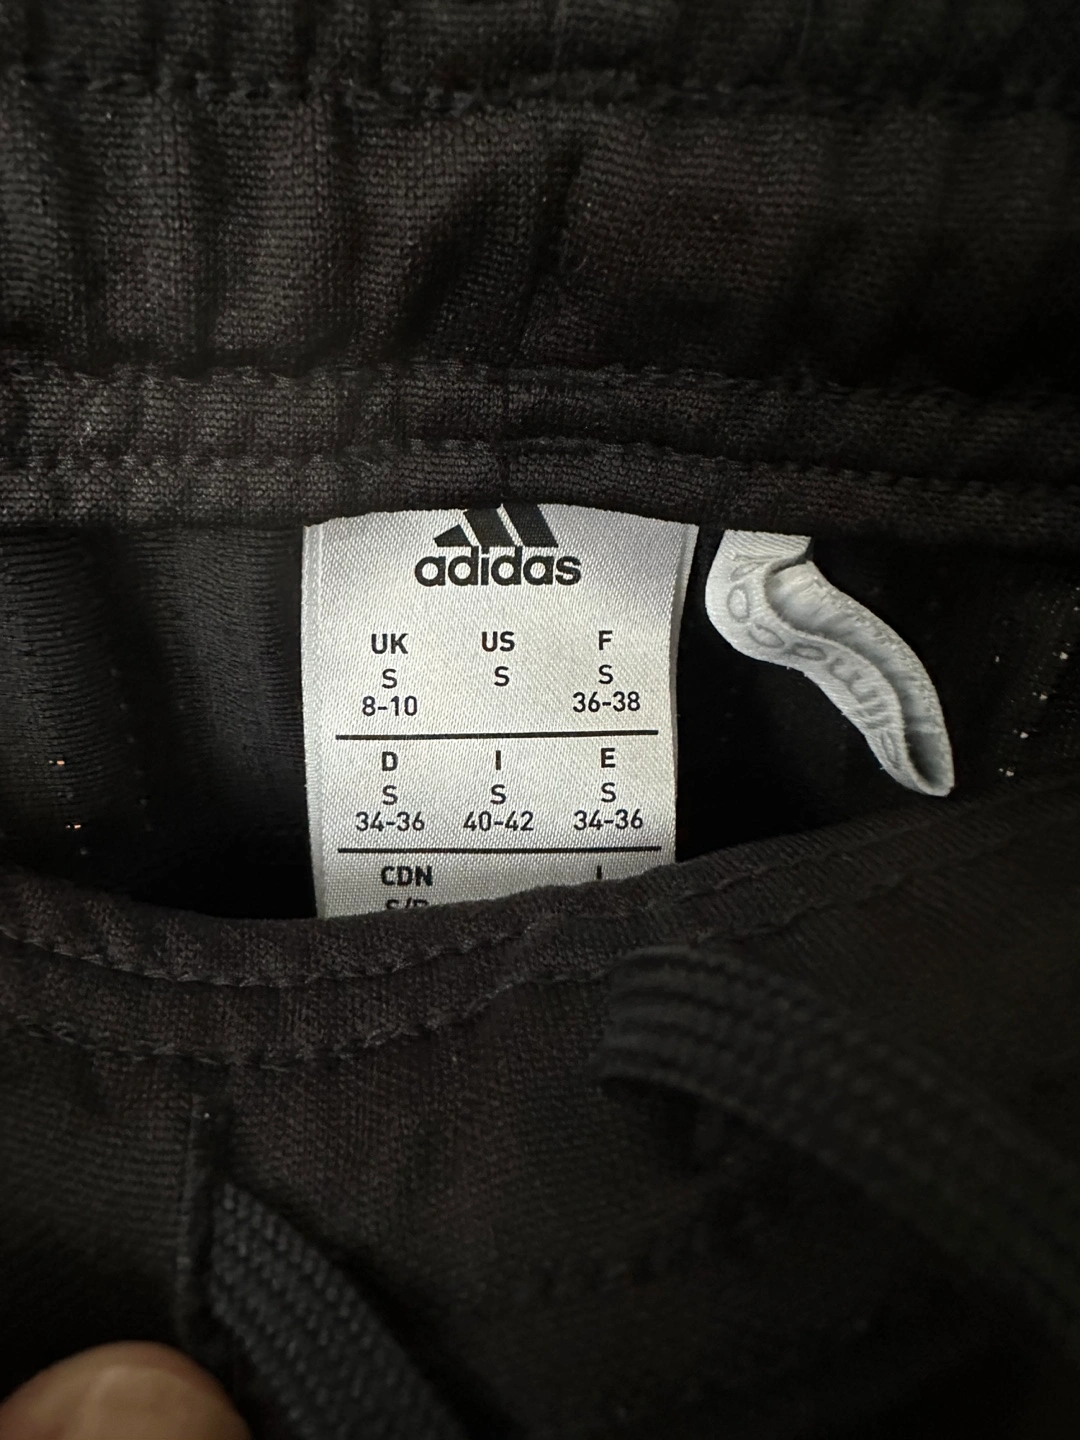 adidas
UK US F
S S S
8-10 36-38
D I E
S S S
34-36 40-42 34-36
CDN